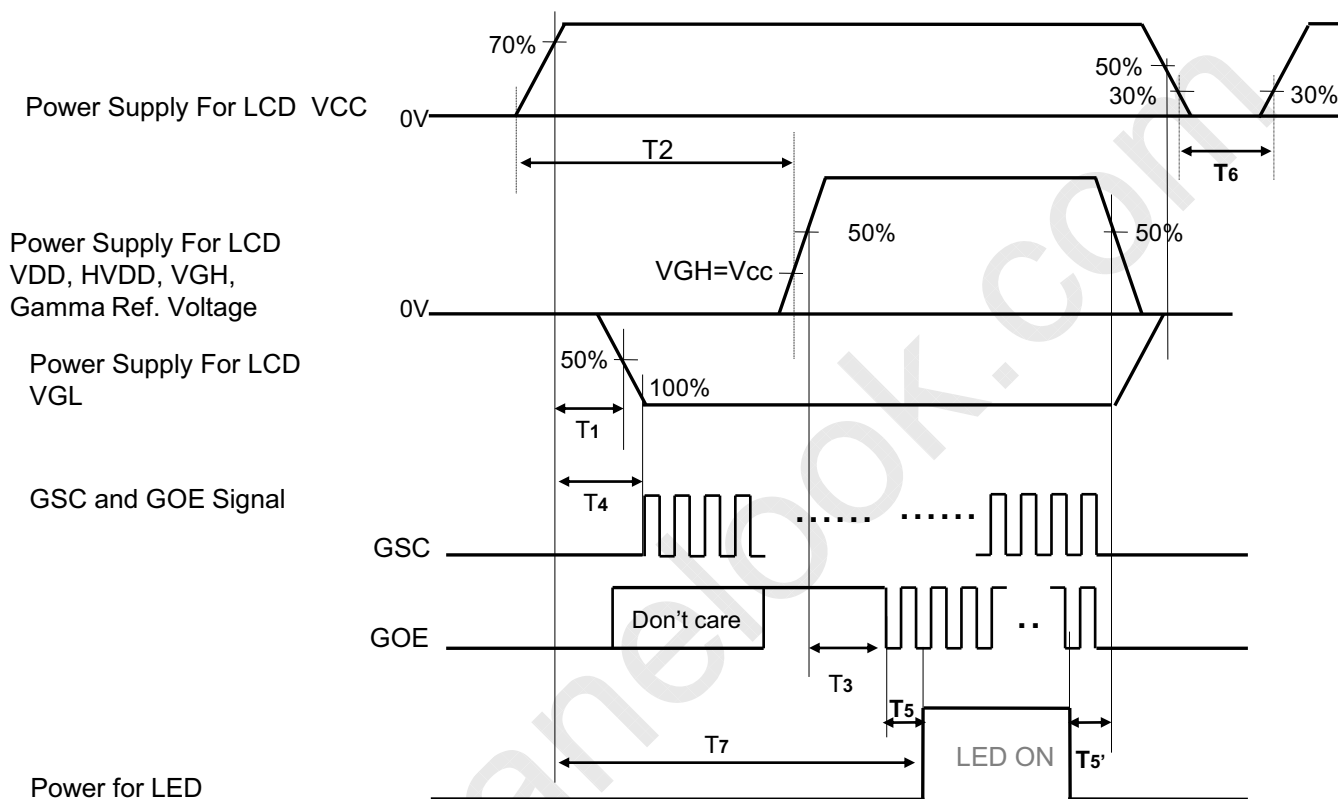 70%
50%
30%
30%
Power Supply For LCD VCC
0V
T2
T6
Power Supply For LCD
VDD, HVDD, VGH,
Gamma Ref. Voltage
50%
50%
VGH=Vcc
0V
Power Supply For LCD
VGL
50%
100%
T1
T4
GSC and GOE Signal
......
......
GSC
Don't care
..
GOE
T3
T5
T7
LED ON
T5'
Power for LED
anelook.com